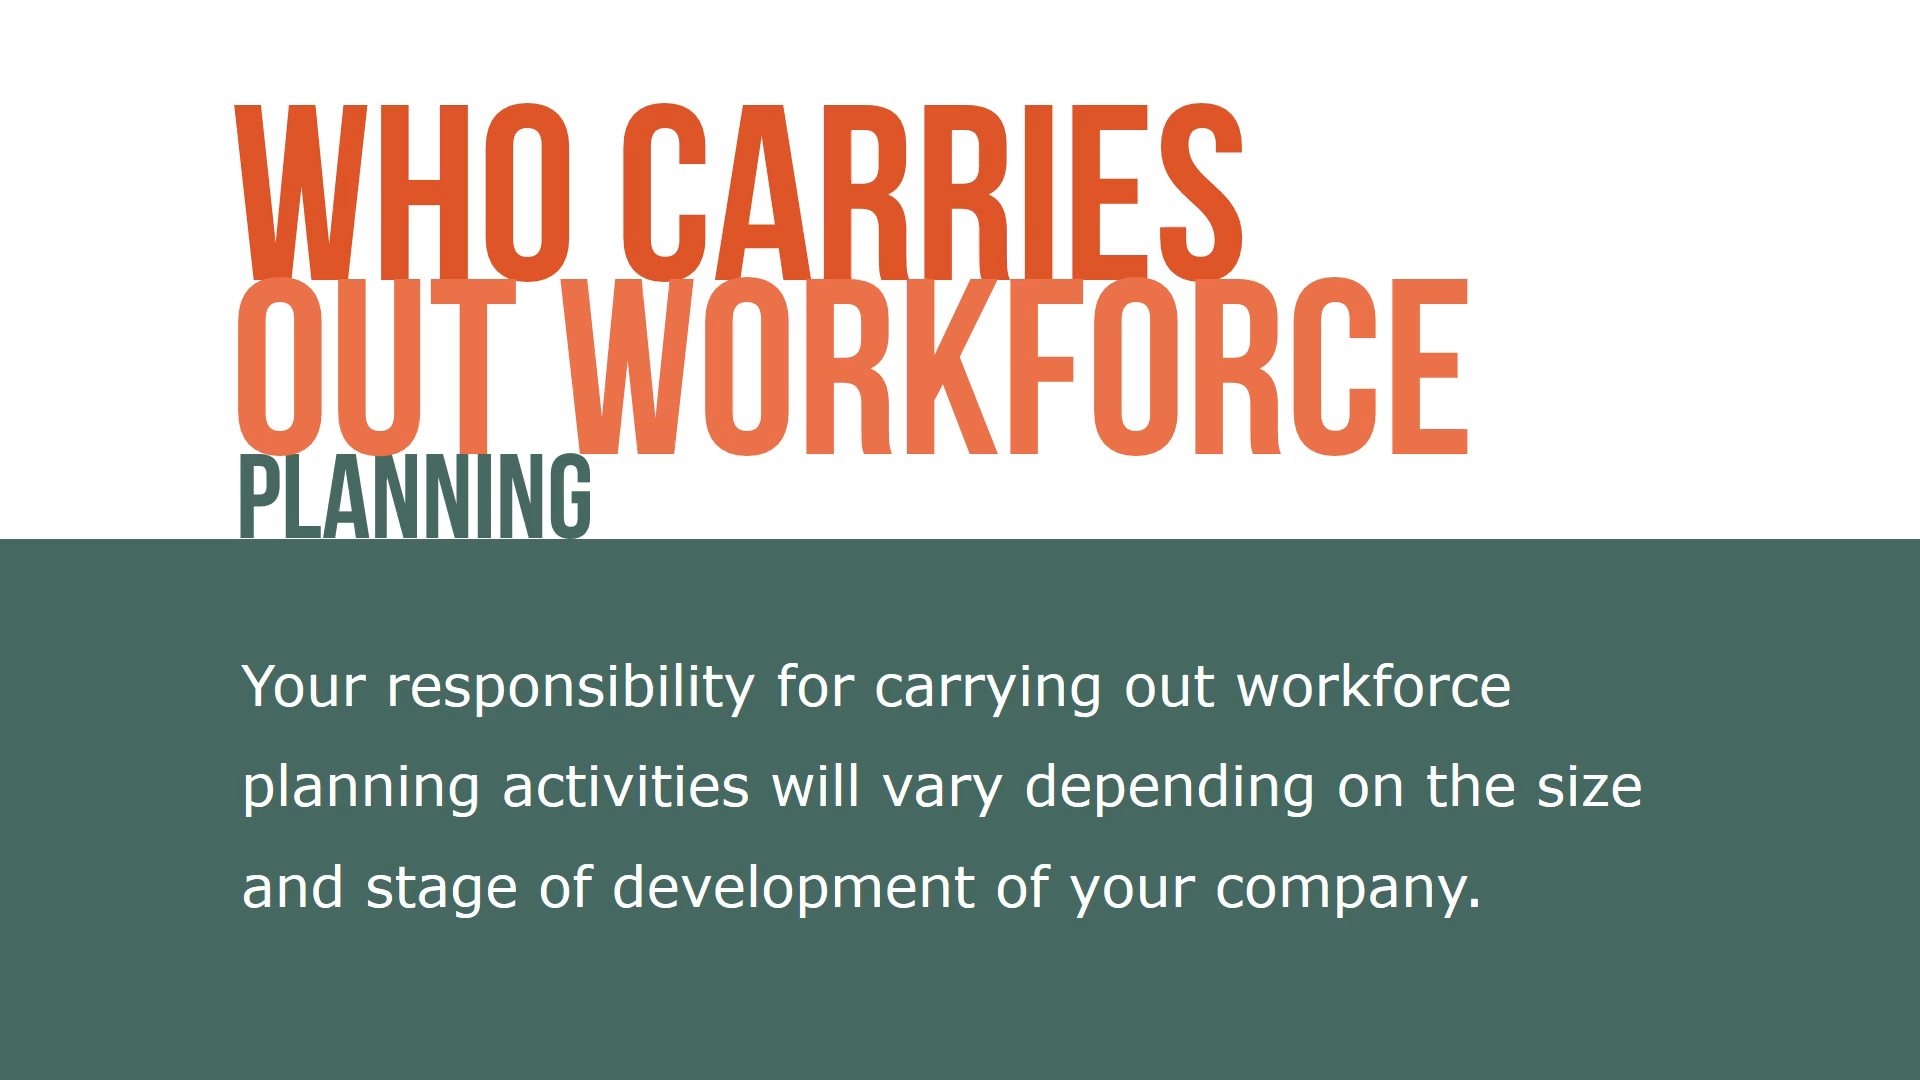 WHO CARRIES
OUT WORKFORCE
PLANNING
Your responsibility for carrying out workforce
planning activities will vary depending on the size
and stage of development of your company.